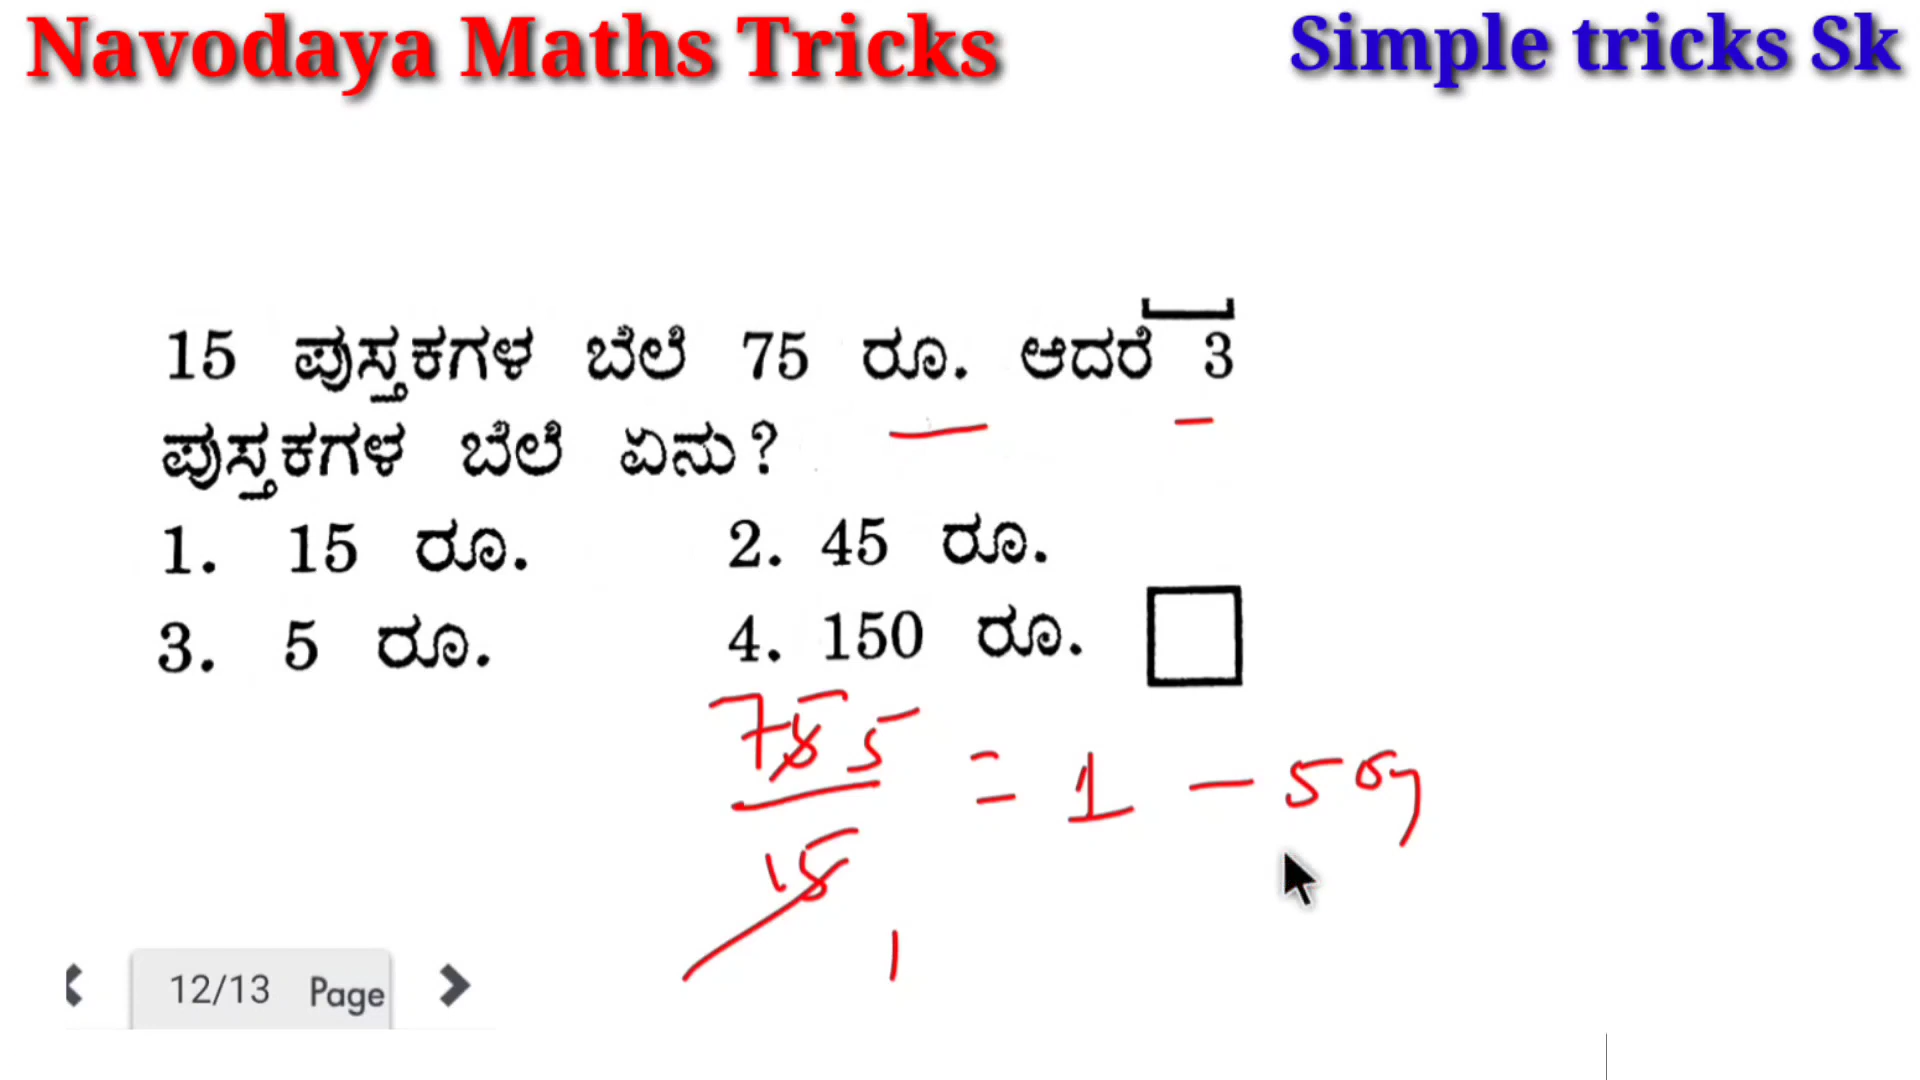 Navodaya Maths Tricks
Simple tricks Sk
15 ಪುಸ್ತಕಗಳ ಬೆಲೆ 75 ರೂ. ಆದರೆ 3
ಪುಸ್ತಕಗಳ ಬೆಲೆ ಏನು?
1. 15 ರೂ. 2. 45 ರೂ.
3. 5 ರೂ. 4. 150 ರೂ.
75 5
= 1 – 5
15
1
12/13 Page